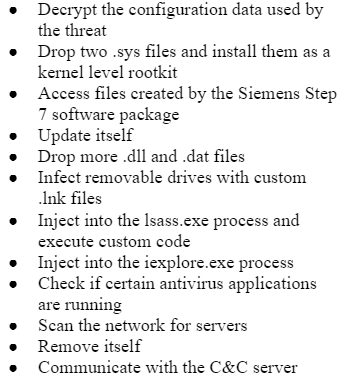 • Decrypt the configuration data used by
the threat
• Drop two .sys files and install them as a
kernel level rootkit
• Access files created by the Siemens Step
7 software package
• Update itself
• Drop more .dll and .dat files
• Infect removable drives with custom
.lnk files
• Inject into the lsass.exe process and
execute custom code
• Inject into the iexplore.exe process
• Check if certain antivirus applications
are running
• Scan the network for servers
• Remove itself
• Communicate with the C&C server